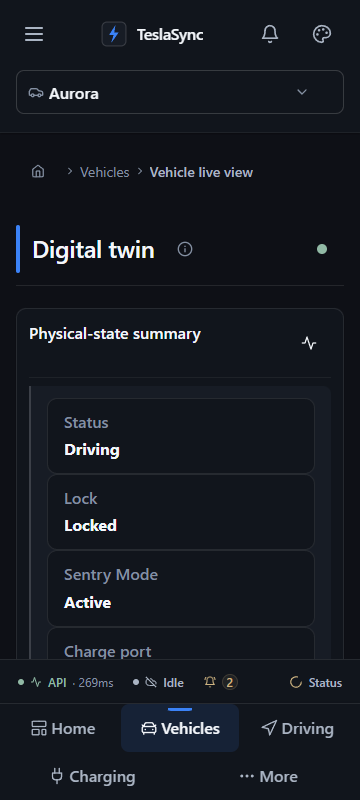 TeslaSync
Aurora
Vehicles
Vehicle live view
Digital twin
Physical-state summary
Status
Driving
Lock
Locked
Sentry Mode
Active
Charge port
API · 269ms
Idle
2
Status
Home
Vehicles
Driving
Charging
More